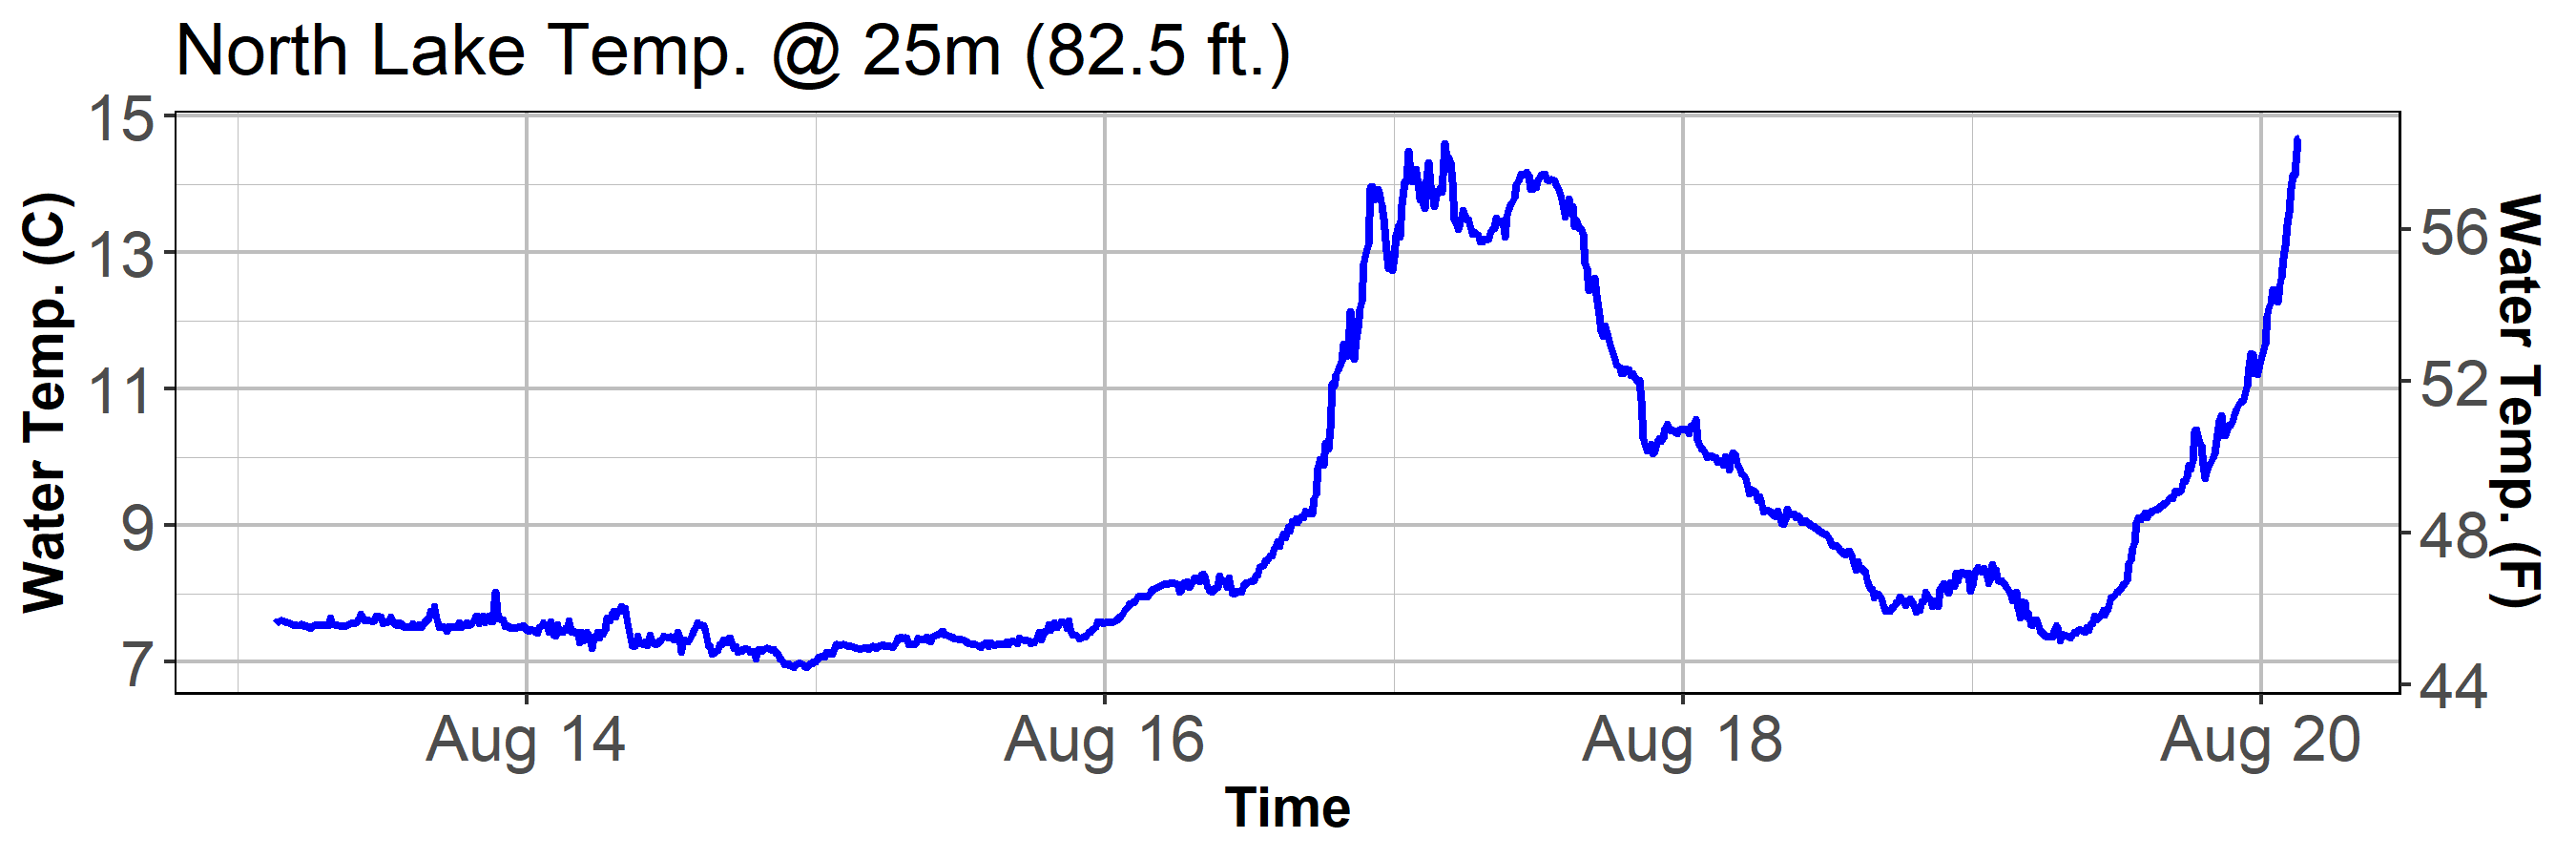 North Lake Temp. @ 25m (82.5 ft.)
Water Temp. (C)
15
13
11
9
7
56
52
48
44
Water Temp. (F)
Aug 14
Aug 16
Aug 18
Aug 20
Time